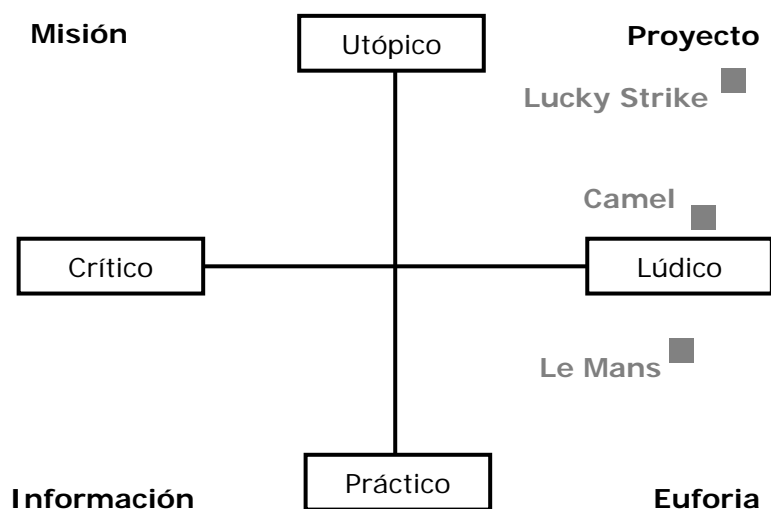 Misión
Utópico
Proyecto
Lucky Strike
Camel
Crítico
Lúdico
Le Mans
Práctico
Información
Euforia